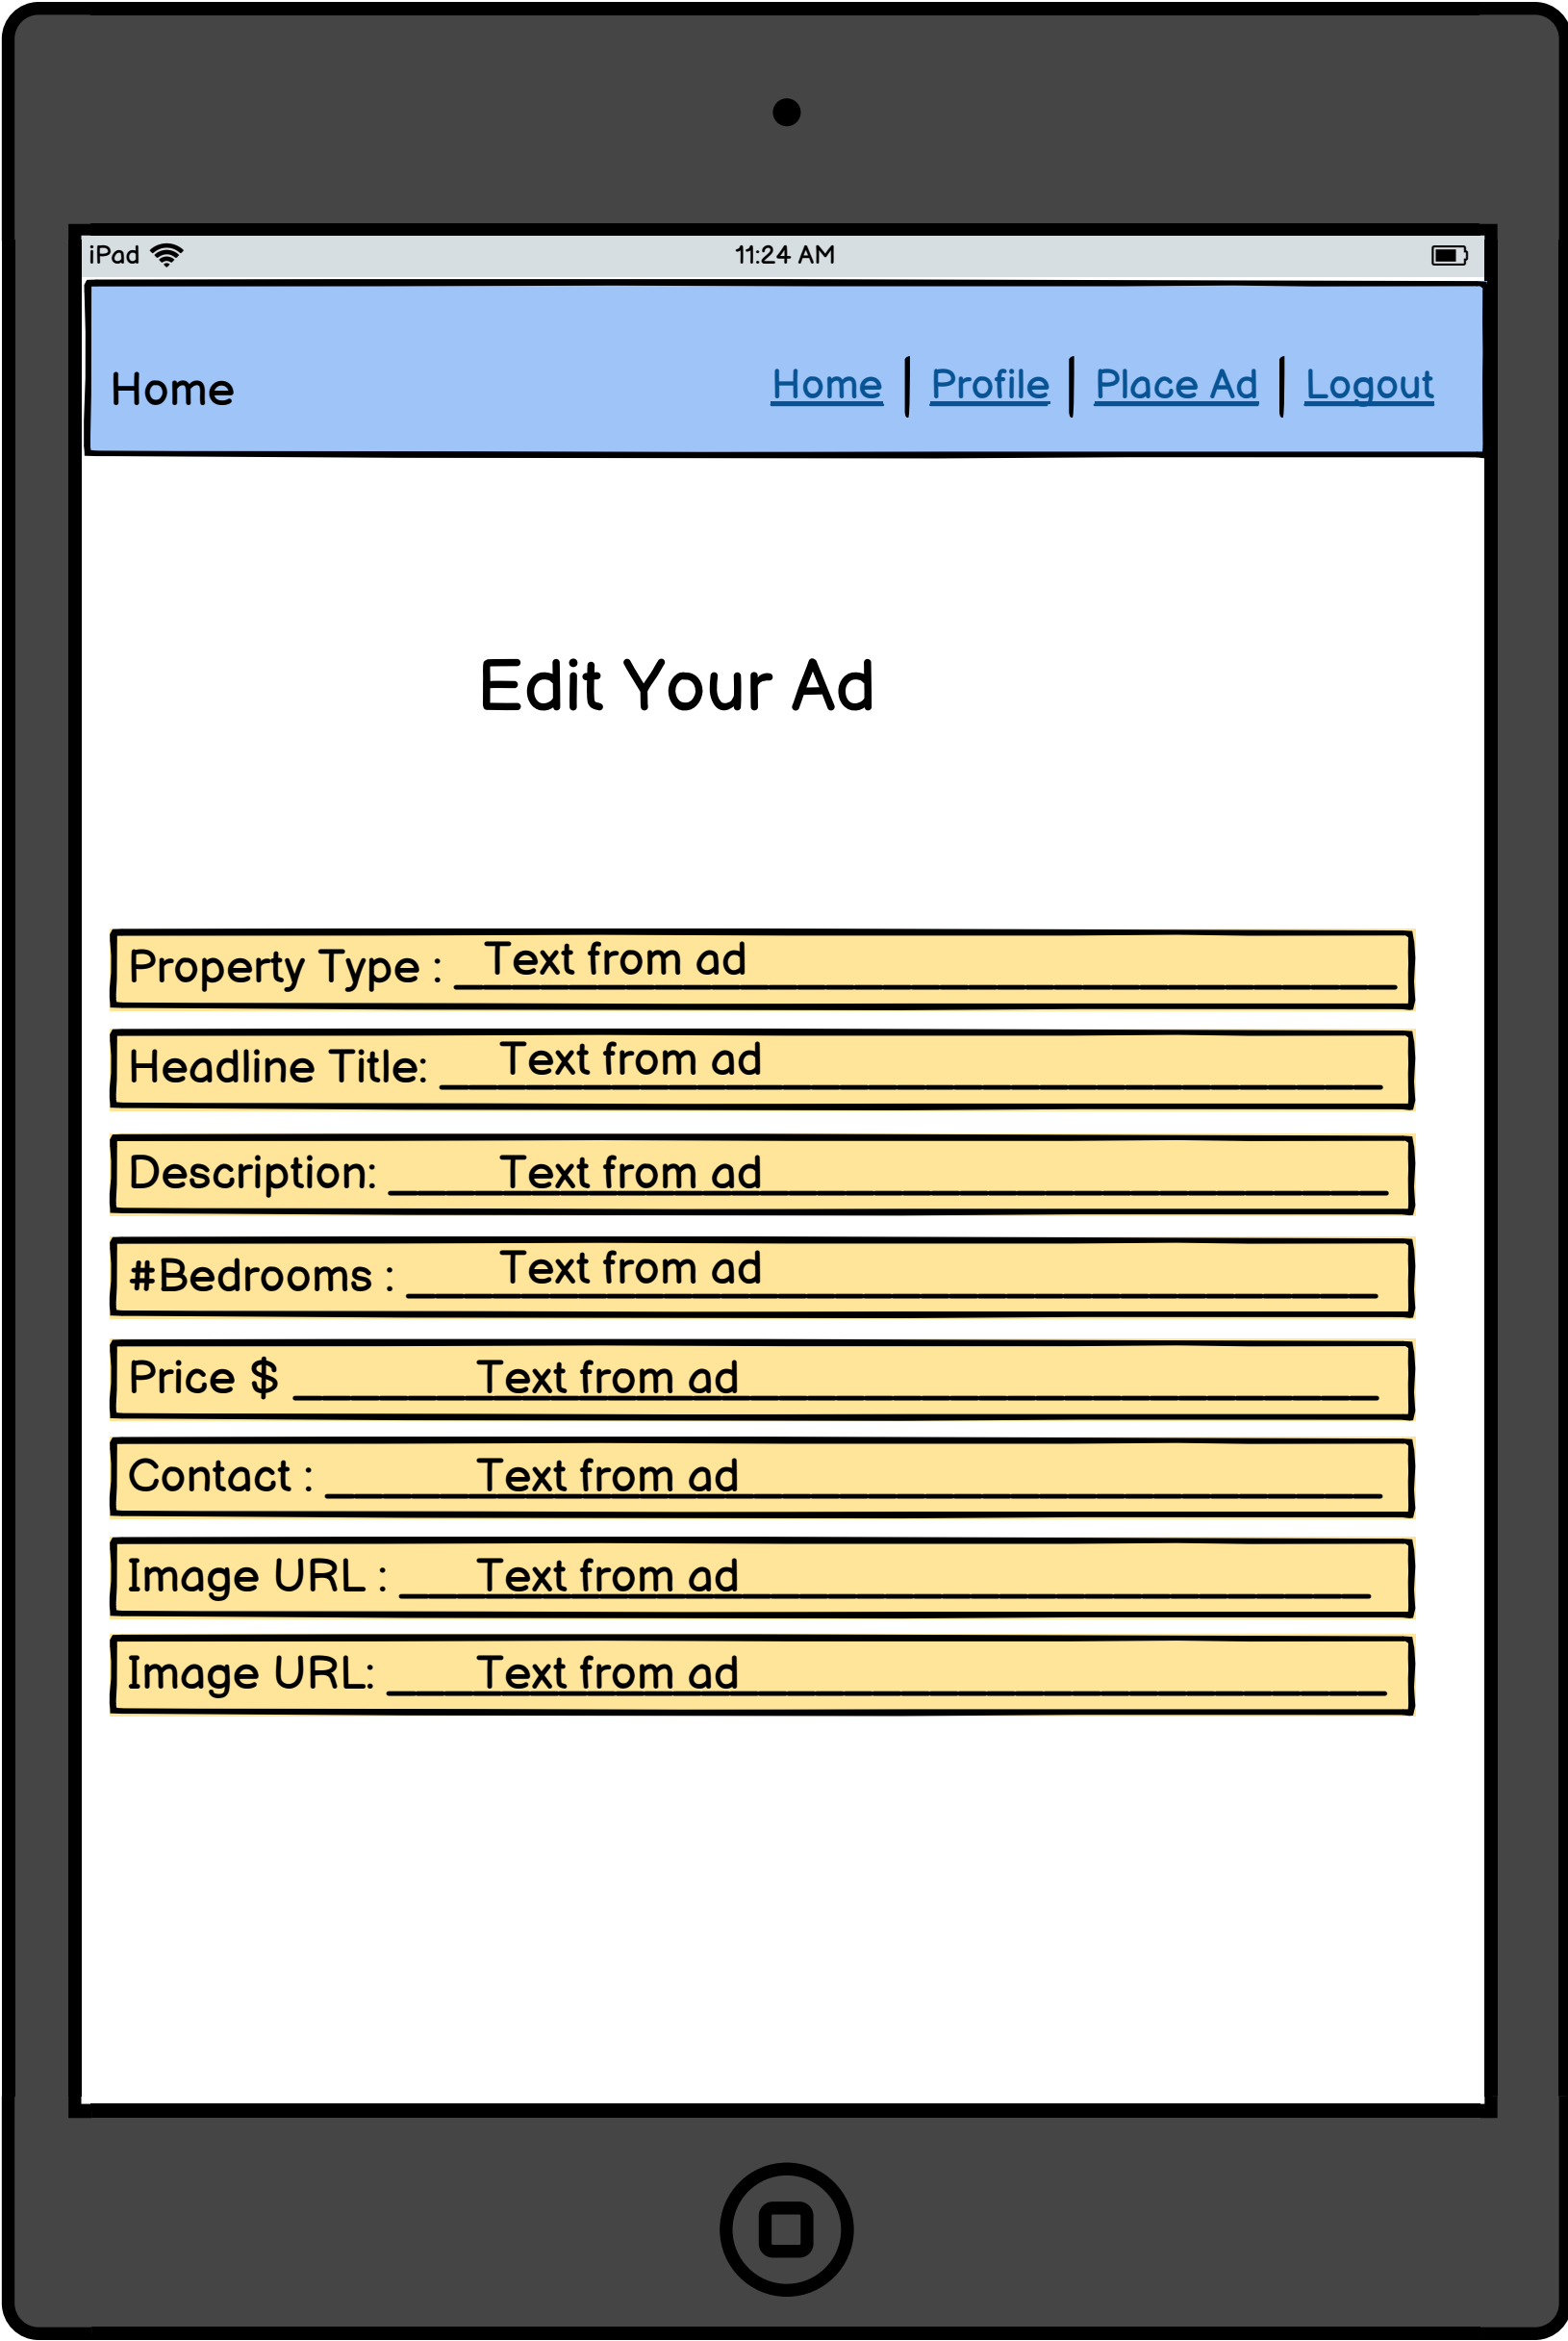 iPad 11:24 AM
Home Home Profile Place Ad Logout
Edit Your Ad
Property Type : Text from ad
Headline Title: Text from ad
Description: Text from ad
#Bedrooms : Text from ad
Price $ Text from ad
Contact : Text from ad
Image URL : Text from ad
Image URL: Text from ad